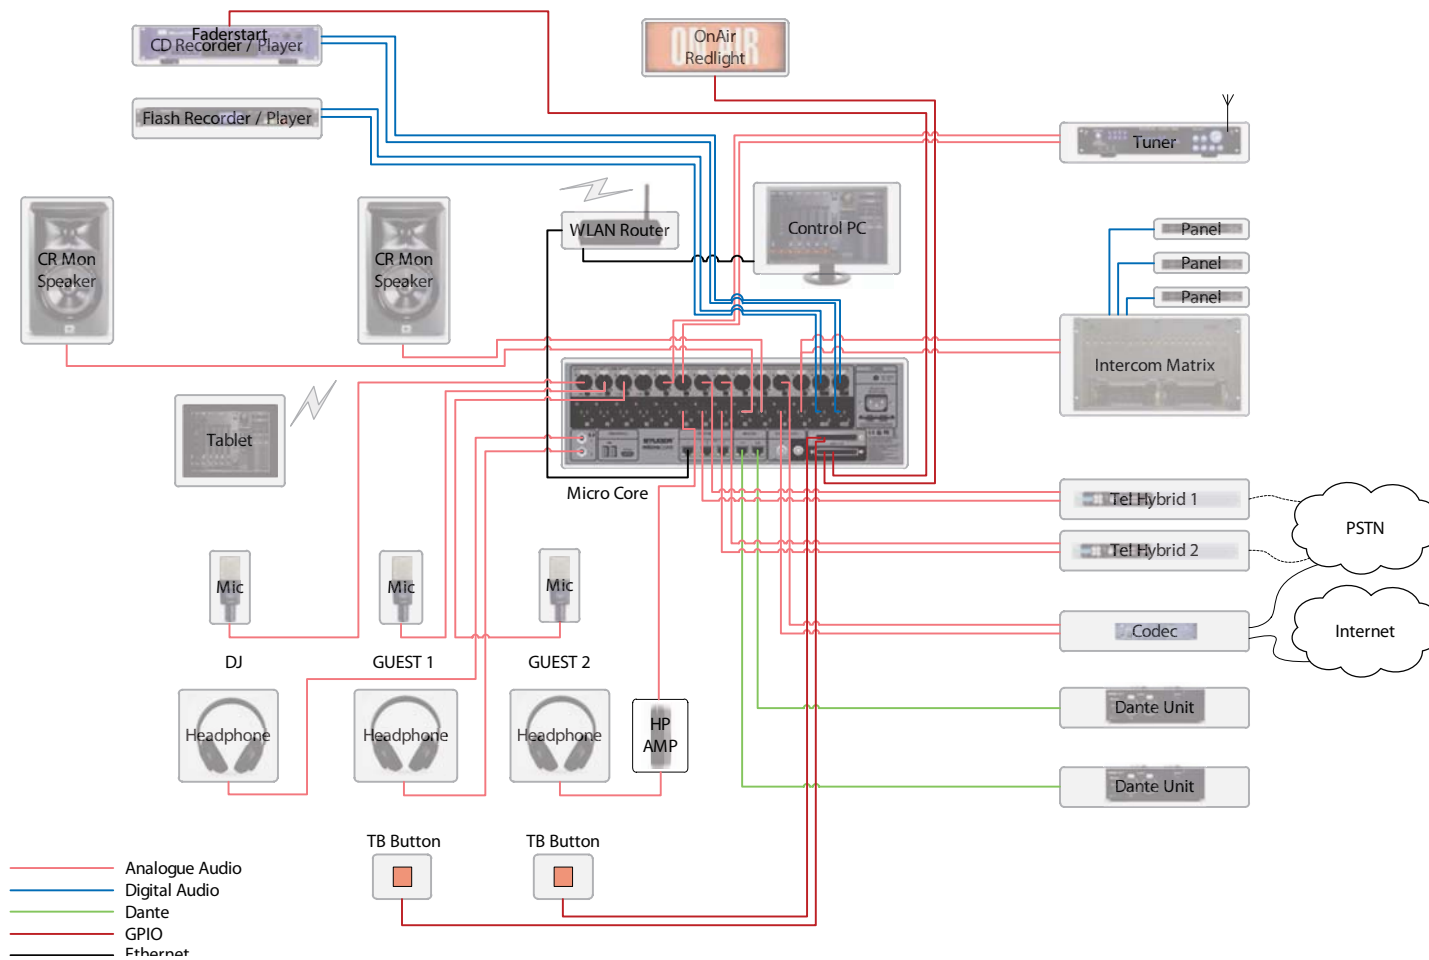 Faderstart
CD Recorder / Player
OnAir
Redlight
ON AIR
Flash Recorder / Player
Tuner
WLAN Router
Control PC
Panel
Panel
Panel
CR Mon
Speaker
CR Mon
Speaker
Intercom Matrix
Tablet
Micro Core
Tel Hybrid 1
PSTN
Tel Hybrid 2
Mic
Mic
Mic
Codec
Internet
DJ
GUEST 1
GUEST 2
Headphone
Headphone
Headphone
HP
AMP
Dante Unit
Dante Unit
TB Button
TB Button
Analogue Audio
Digital Audio
Dante
GPIO
Ethernet